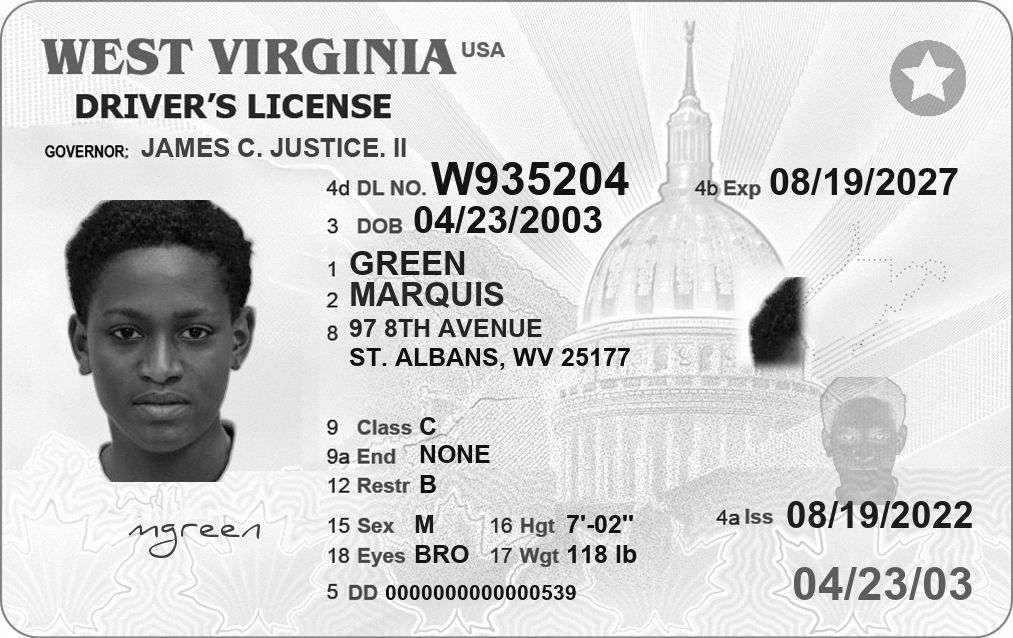 WEST VIRGINIA USA
DRIVER'S LICENSE
GOVERNOR: JAMES C. JUSTICE. II
4d DL NO. W935204 4b Exp 08/19/2027
3 DOB 04/23/2003
1 GREEN
2 MARQUIS
8 97 8TH AVENUE
ST. ALBANS, WV 25177
9 Class C
9a End NONE
12 Restr B
15 Sex M 16 Hgt 7'-02"
4a Iss 08/19/2022
mgreen
18 Eyes BRO 17 Wgt 118 lb
5 DD 0000000000000539
04/23/03